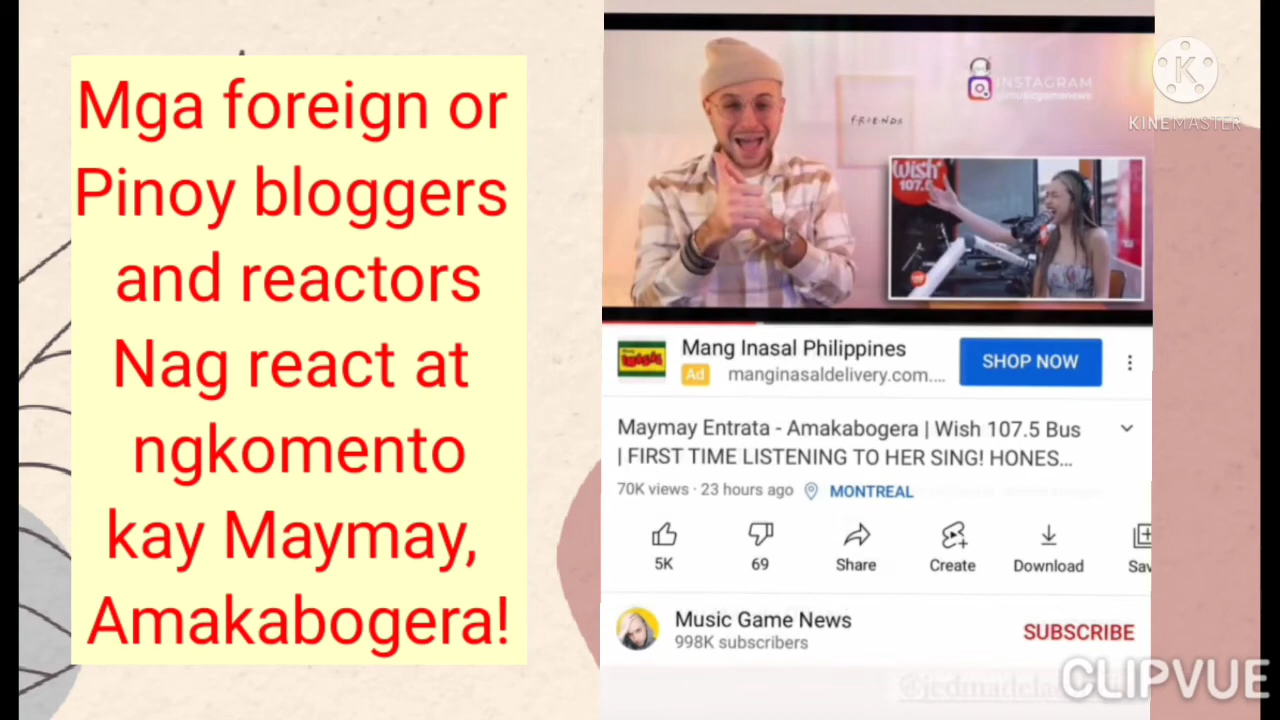 Mga foreign or
Pinoy bloggers
and reactors
Nag react at
ngkomento
kay Maymay,
Amakabogera!
INSTAGRAM
@musicgamenews
FRIENDS
wish
107.5
KINEMASTER
Mang Inasal Philippines
Ad manginasaldelivery.com....
SHOP NOW
Maymay Entrata - Amakabogera | Wish 107.5 Bus
| FIRST TIME LISTENING TO HER SING! HONES...
70K views · 23 hours ago MONTREAL
5K 69 Share Create Download Sav
Music Game News
998K subscribers
SUBSCRIBE
CLIPVUE